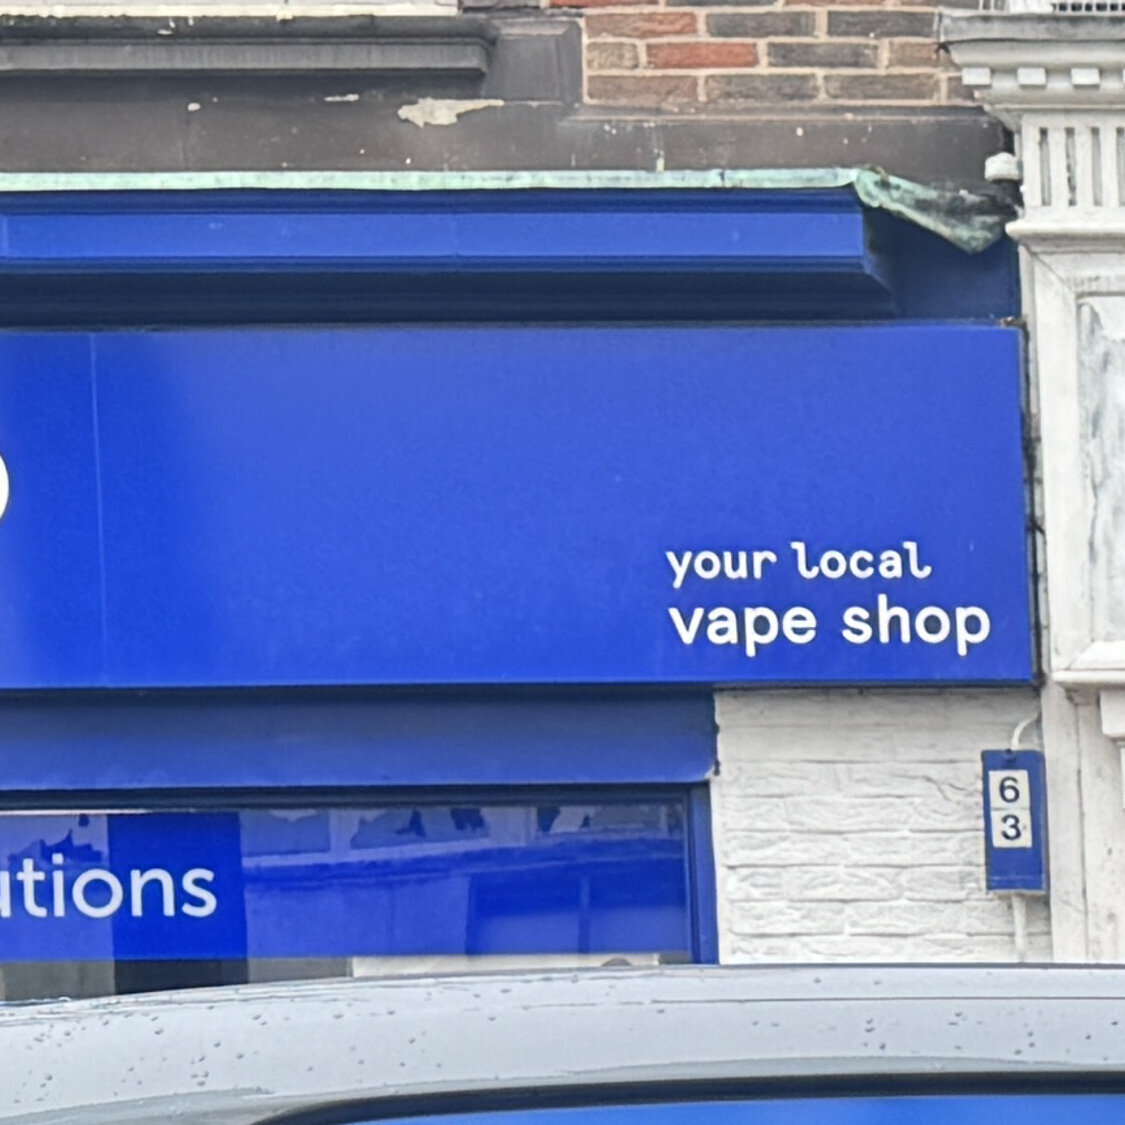 your local
vape shop
6
3
utions